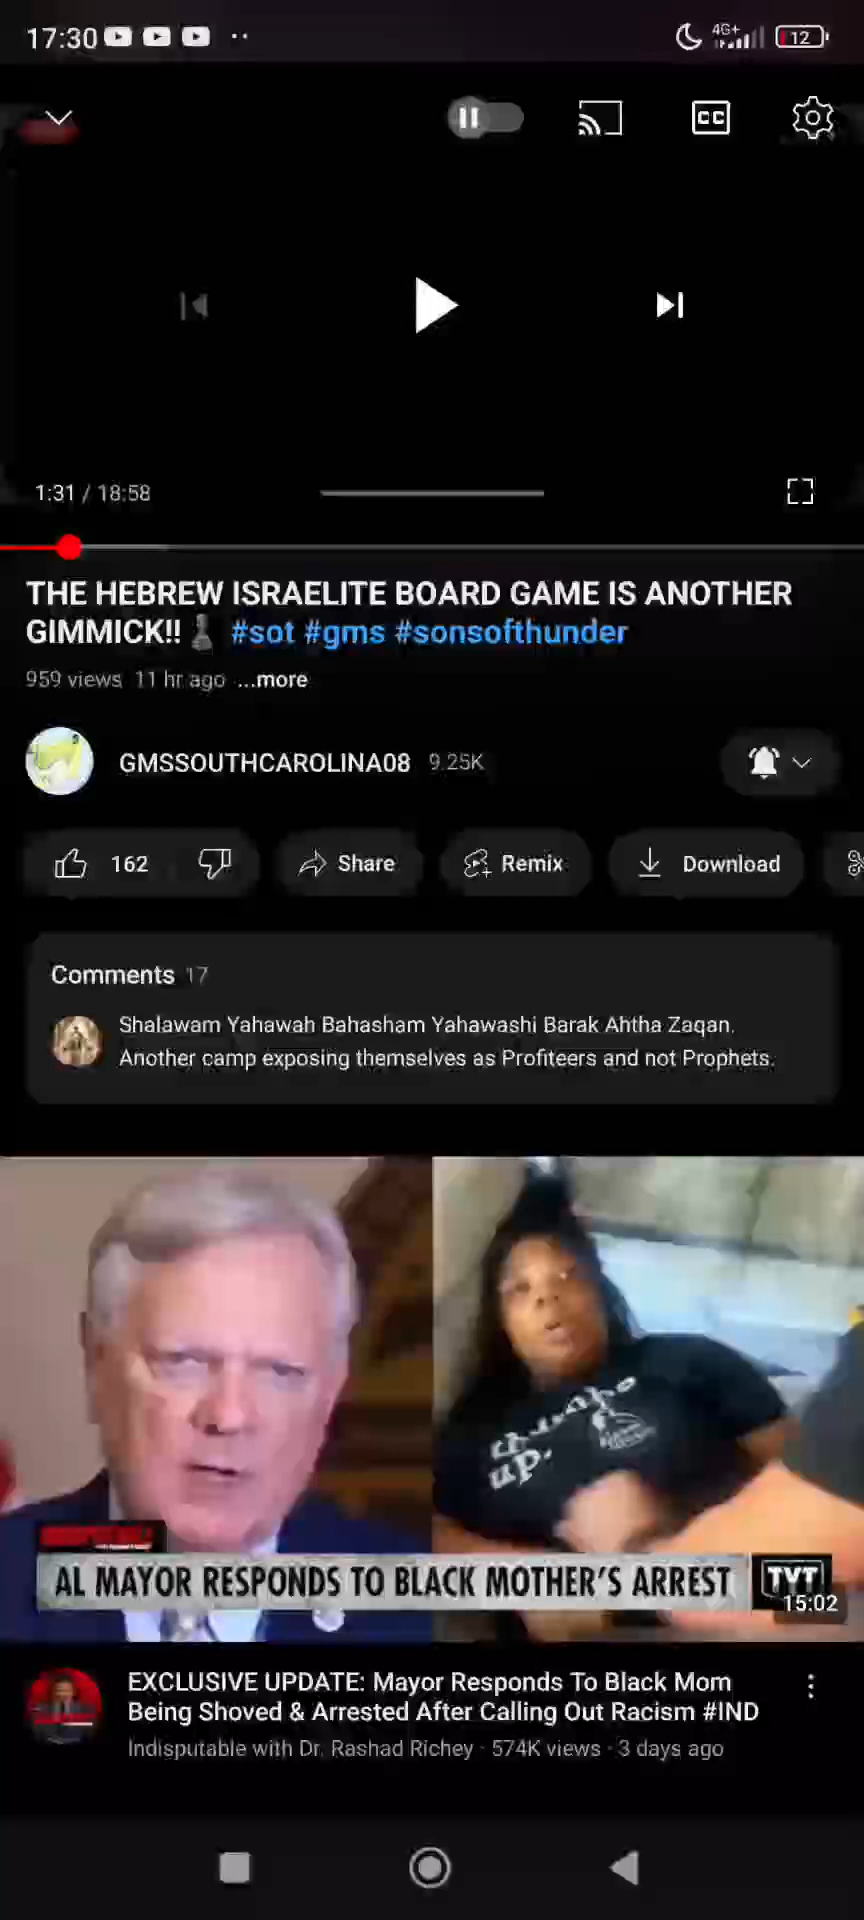 17:30
4G+
12
CC
1:31 / 18:58
THE HEBREW ISRAELITE BOARD GAME IS ANOTHER
GIMMICK!! #sot #gms #sonsofthunder
959 views 11 hr ago ...more
GMSSOUTHCAROLINA08 9.25K
162
Share
Remix
Download
Comments 17
Shalawam Yahawah Bahasham Yahawashi Barak Ahtha Zaqan.
Another camp exposing themselves as Profiteers and not Prophets.
up.
AL MAYOR RESPONDS TO BLACK MOTHER'S ARREST
TYT
15:02
EXCLUSIVE UPDATE: Mayor Responds To Black Mom
Being Shoved & Arrested After Calling Out Racism #IND
Indisputable with Dr. Rashad Richey · 574K views · 3 days ago